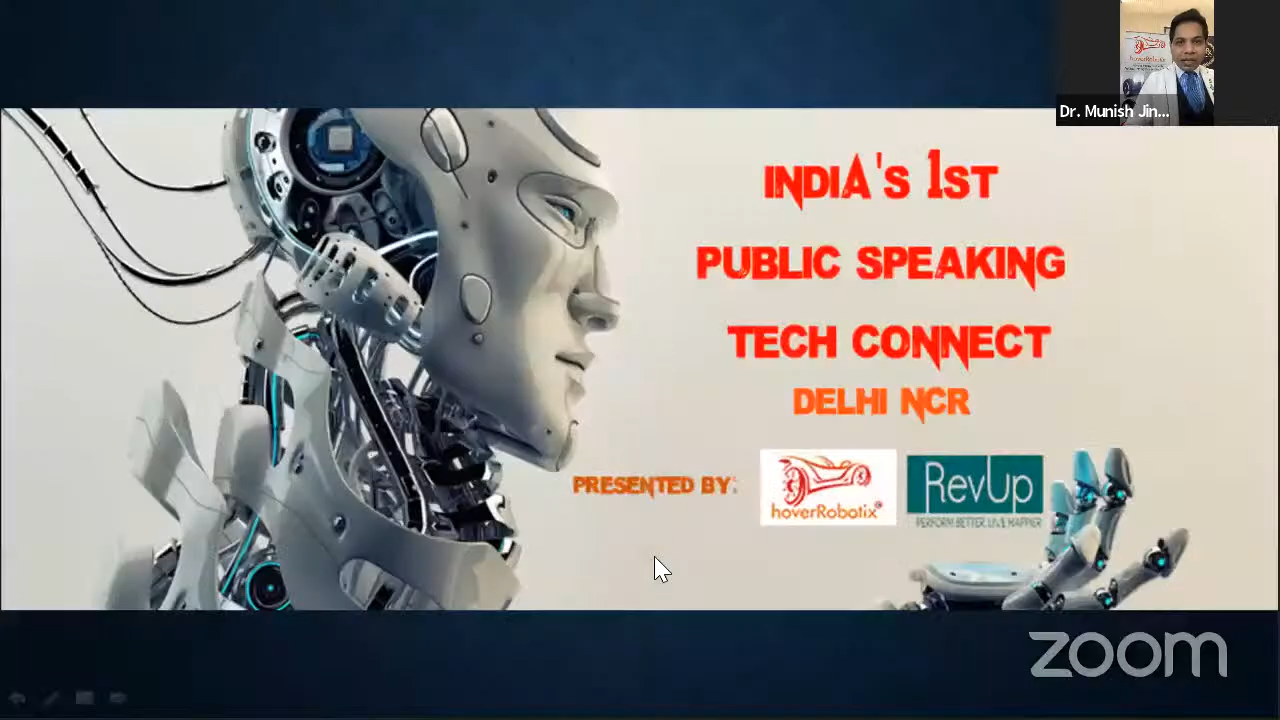 hoverRobotix
Dr. Munish Jin...
INDIA'S 1ST
PUBLIC SPEAKING
TECH CONNECT
DELHI NCR
PRESENTED BY:
hoverRobotix
RevUp
PERFORM BETTER. LIVE HAPPIER
zoom